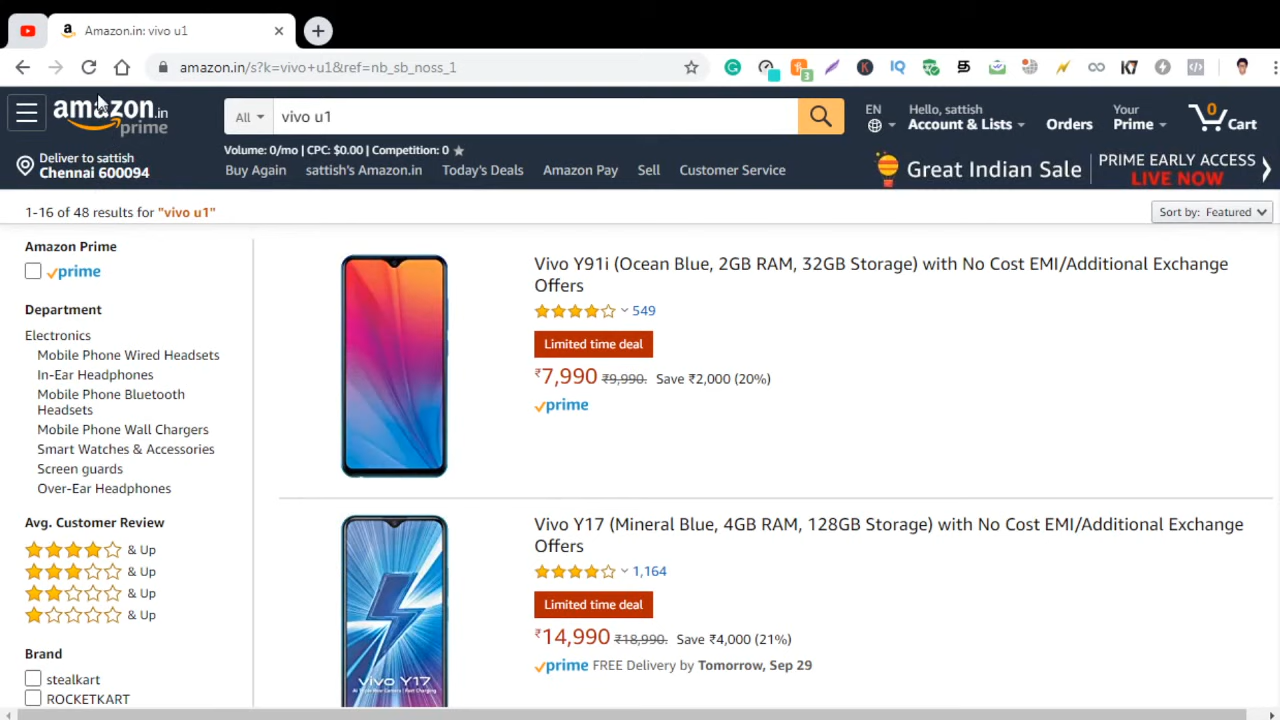 Amazon.in: vivo u1
amazon.in/s?k=vivo+u1&ref=nb_sb_noss_1
3
K
IQ
K7
amazon.in
prime
All
vivo u1
EN
Hello, sattish
Account & Lists
Orders
Your
Prime
0
Cart
Deliver to sattish
Chennai 600094
Volume: 0/mo | CPC: $0.00 | Competition: 0
Buy Again
sattish's Amazon.in
Today's Deals
Amazon Pay
Sell
Customer Service
Great Indian Sale
PRIME EARLY ACCESS
LIVE NOW
1-16 of 48 results for "vivo u1"
Sort by: Featured
Amazon Prime
prime
Department
Electronics
Mobile Phone Wired Headsets
In-Ear Headphones
Mobile Phone Bluetooth
Headsets
Mobile Phone Wall Chargers
Smart Watches & Accessories
Screen guards
Over-Ear Headphones
Avg. Customer Review
& Up
& Up
& Up
& Up
Brand
stealkart
ROCKETKART
Vivo Y91i (Ocean Blue, 2GB RAM, 32GB Storage) with No Cost EMI/Additional Exchange
Offers
549
Limited time deal
₹7,990 ₹9,990. Save ₹2,000 (20%)
prime
Vivo Y17 (Mineral Blue, 4GB RAM, 128GB Storage) with No Cost EMI/Additional Exchange
Offers
1,164
Limited time deal
₹14,990 ₹18,990. Save ₹4,000 (21%)
prime FREE Delivery by Tomorrow, Sep 29
vivo Y17